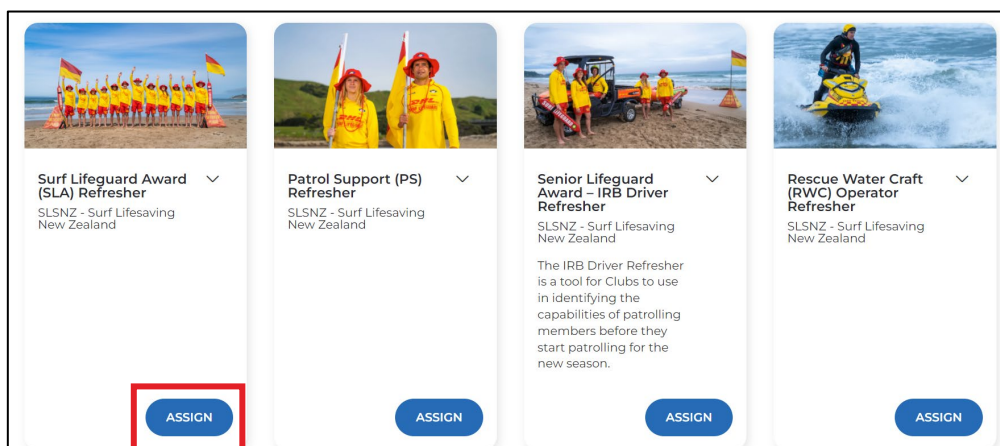 Surf Lifeguard Award
(SLA) Refresher
SLSNZ - Surf Lifesaving
New Zealand
ASSIGN
Patrol Support (PS)
Refresher
SLSNZ - Surf Lifesaving
New Zealand
ASSIGN
Senior Lifeguard
Award – IRB Driver
Refresher
SLSNZ - Surf Lifesaving
New Zealand
The IRB Driver Refresher
is a tool for Clubs to use
in identifying the
capabilities of patrolling
members before they
start patrolling for the
new season.
ASSIGN
Rescue Water Craft
(RWC) Operator
Refresher
SLSNZ - Surf Lifesaving
New Zealand
ASSIGN